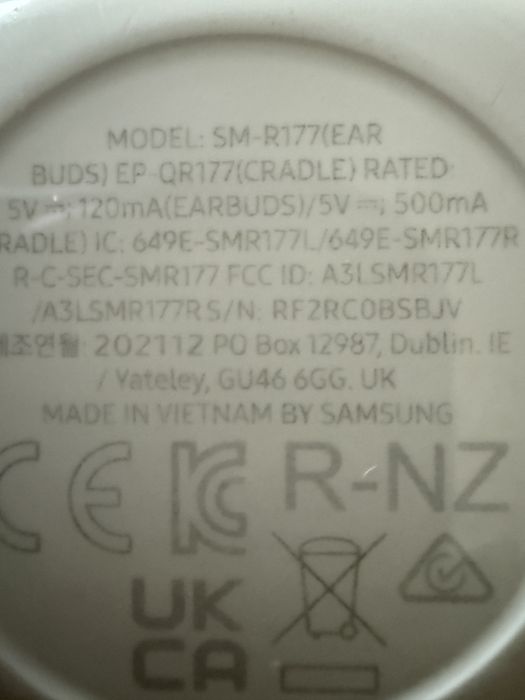 MODEL: SM-R177(EAR
BUDS) EP-QR177(CRADLE) RATED
5V ⎓; 120mA(EARBUDS)/5V ⎓; 500mA
RADLE) IC: 649E-SMR177L/649E-SMR177R
R-C-SEC-SMR177 FCC ID: A3LSMR177L
/A3LSMR177R S/N: RF2RC0BSBJV
제조연월: 202112 PO Box 12987, Dublin. IE
/ Yateley, GU46 6GG. UK
MADE IN VIETNAM BY SAMSUNG
CE KC R-NZ
UK
CA